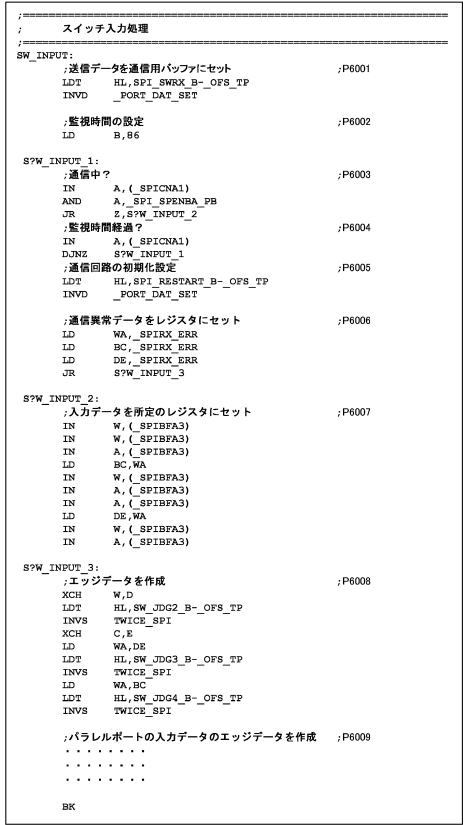 ;==================================================
;       スイッチ入力処理
;==================================================
SW_INPUT:
;送信データを通信用バッファにセット ;P6001
LDT HL,SPI_SWRX_B-_OFS_TP
INVD _PORT_DAT_SET
;監視時間の設定 ;P6002
LD B,86
S?W_INPUT_1:
;通信中? ;P6003
IN A,(_SPICNA1)
AND A,_SPI_SPENBA_PB
JR Z,S?W_INPUT_2
;監視時間経過? ;P6004
IN A,(_SPICNA1)
DJNZ S?W_INPUT_1
;通信回路の初期化設定 ;P6005
LDT HL,SPI_RESTART_B-_OFS_TP
INVD _PORT_DAT_SET
;通信異常データをレジスタにセット ;P6006
LD WA,_SPIRX_ERR
LD BC,_SPIRX_ERR
LD DE,_SPIRX_ERR
JR S?W_INPUT_3
S?W_INPUT_2:
;入力データを所定のレジスタにセット ;P6007
IN W,(_SPIBFA3)
IN W,(_SPIBFA3)
IN A,(_SPIBFA3)
LD BC,WA
IN W,(_SPIBFA3)
IN A,(_SPIBFA3)
IN A,(_SPIBFA3)
LD DE,WA
IN W,(_SPIBFA3)
IN A,(_SPIBFA3)
S?W_INPUT_3:
;エッジデータを作成 ;P6008
XCH W,D
LDT HL,SW_JDG2_B-_OFS_TP
INVS TWICE_SPI
XCH C,E
LD WA,DE
LDT HL,SW_JDG3_B-_OFS_TP
INVS TWICE_SPI
LD WA,BC
LDT HL,SW_JDG4_B-_OFS_TP
INVS TWICE_SPI
;パラレルポートの入力データのエッジデータを作成 ;P6009
・・・・・・・・
・・・・・・・・
・・・・・・・・
BK